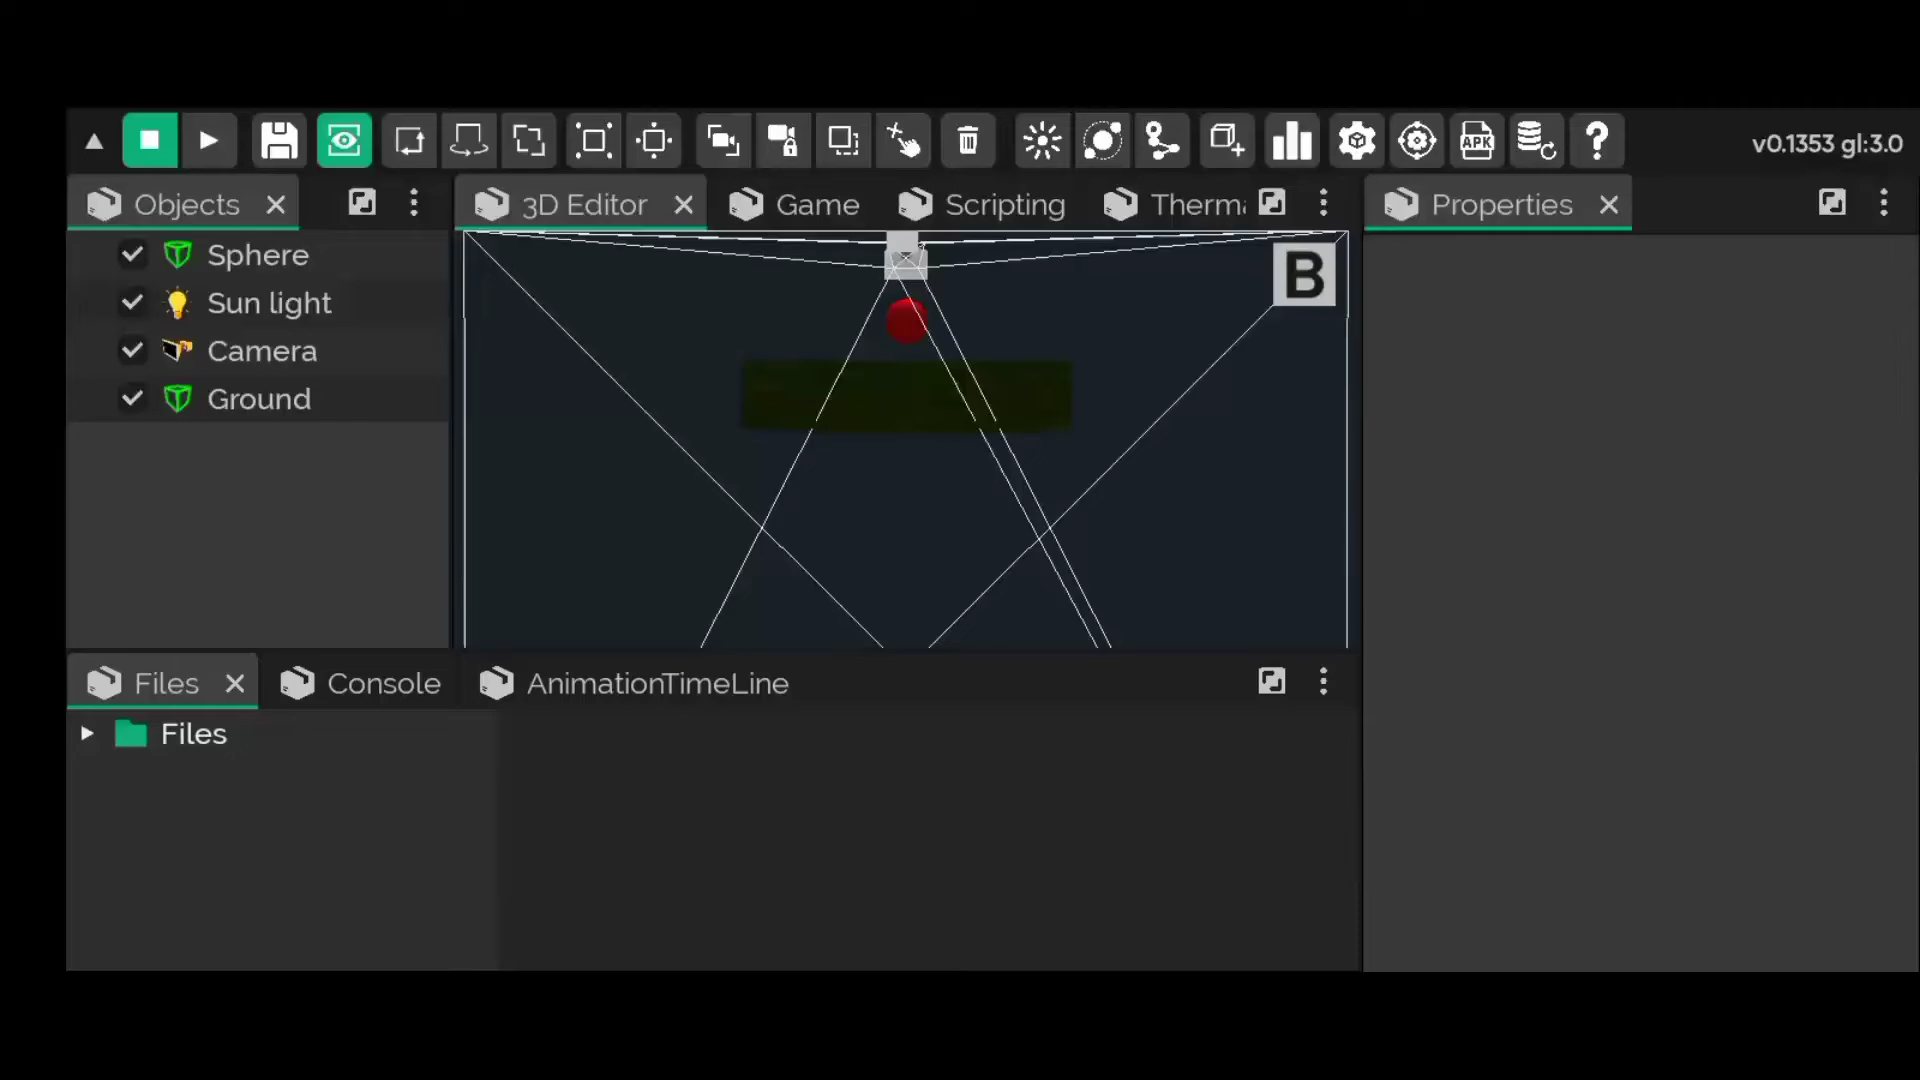 APK
?
v0.1353 gl:3.0
Objects
3D Editor
Game
Scripting
Properties
Sphere
Sun light
Camera
Ground
B
Files
Console
AnimationTimeLine
Files